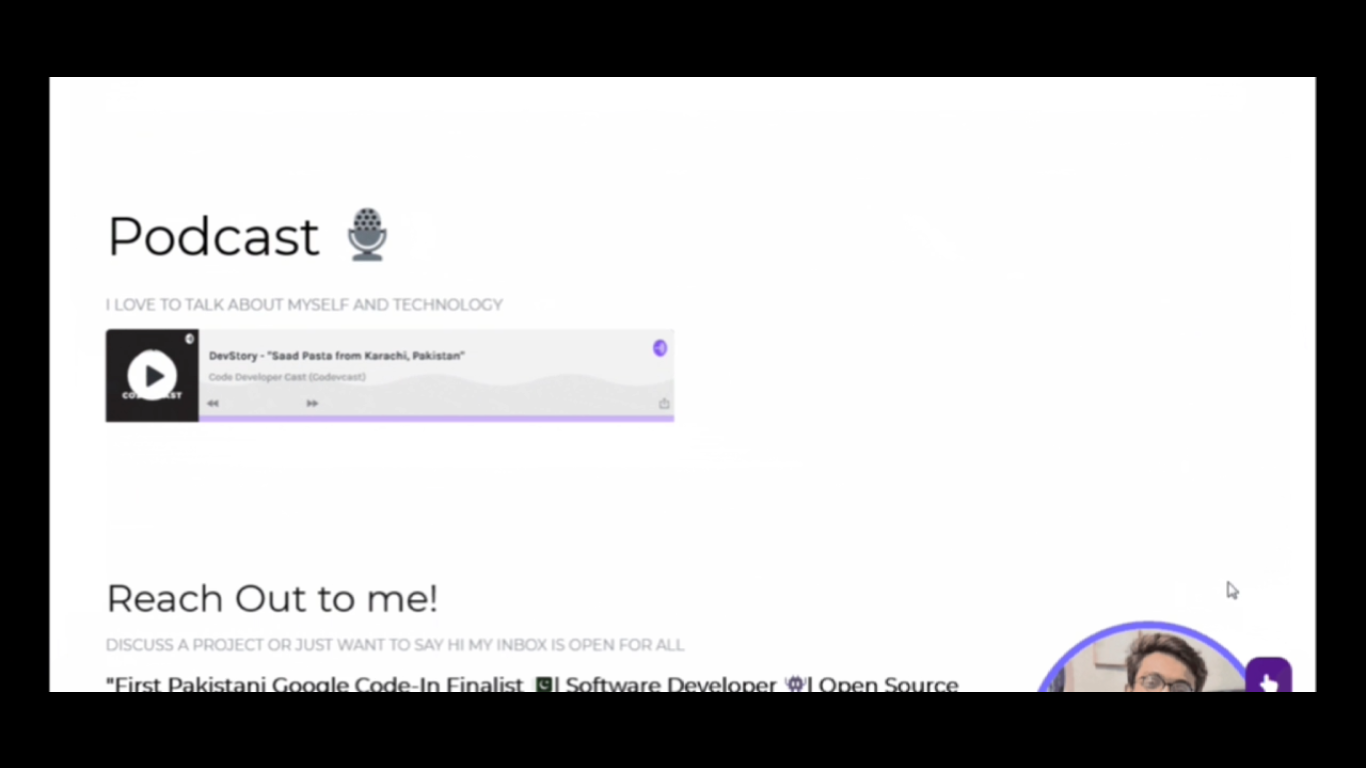 Podcast
I LOVE TO TALK ABOUT MYSELF AND TECHNOLOGY
DevStory - "Saad Pasta from Karachi, Pakistan"
Code Developer Cast (Codevcast)
Reach Out to me!
DISCUSS A PROJECT OR JUST WANT TO SAY HI MY INBOX IS OPEN FOR ALL
"First Pakistani Google Code-In Finalist | Software Developer | Open Source